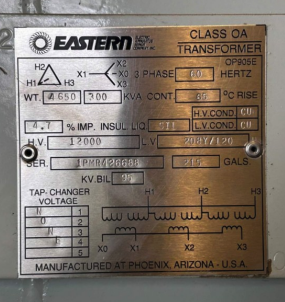 EASTERN CLASS OA
TRANSFORMER
OP905E
H2 H1 H3 X1 X2 X0 X3 3 PHASE 60 HERTZ
WT. 4650 300 KVA CONT. 65 °C RISE
H.V. COND CU
4.7 % IMP. INSUL LIQ. L.V. COND CU
H.V. 12000 L.V. 208Y/120
SER. 215 GALS
KV. BIL 95
TAP-CHANGER H1 H2 H3
VOLTAGE
1
2
3
4
5
X0 X1 X2 X3
MANUFACTURED AT PHOENIX, ARIZONA - U.S.A.